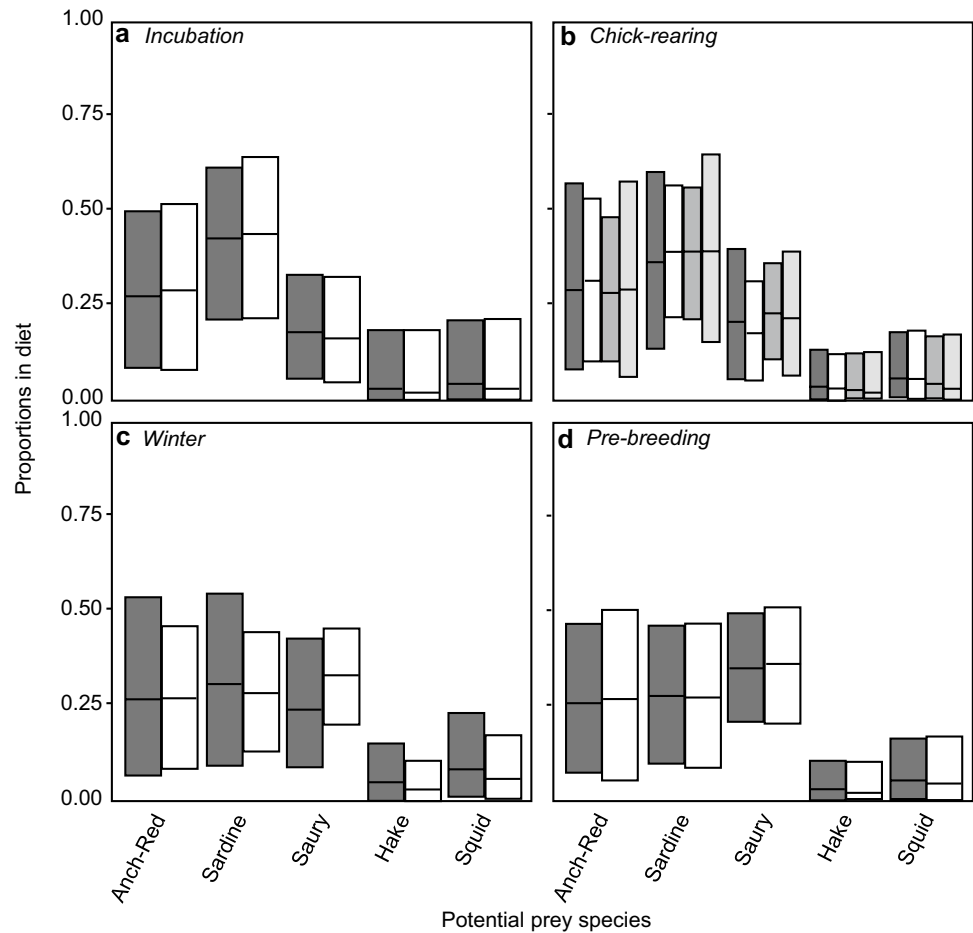 1.00
a Incubation
b Chick-rearing
0.75
0.50
0.25
0.00
1.00
c Winter
d Pre-breeding
0.75
0.50
0.25
0.00
Proportions in diet
Anch-Red Sardine Saury Hake Squid
Anch-Red Sardine Saury Hake Squid
Potential prey species